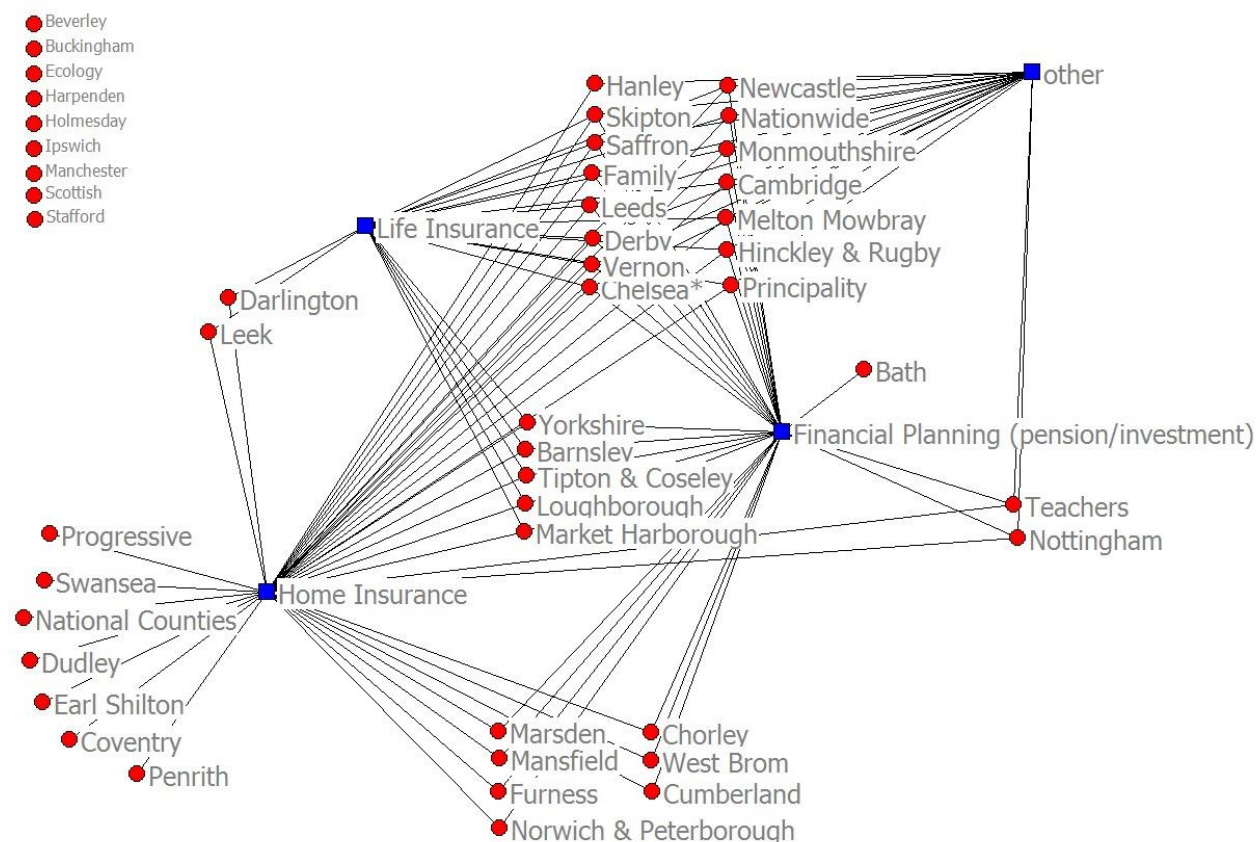 Beverley
Buckingham
Ecology
Harpenden
Holmesday
Ipswich
Manchester
Scottish
Stafford
other
Hanley
Newcastle
Skipton
Nationwide
Saffron
Monmouthshire
Family
Cambridge
Leeds
Melton Mowbray
Life Insurance
Derby
Hinckley & Rugby
Vernon
Chelsea*
Principality
Darlington
Leek
Bath
Yorkshire
Financial Planning (pension/investment)
Barnsley
Tipton & Coseley
Loughborough
Teachers
Market Harborough
Nottingham
Progressive
Swansea
Home Insurance
National Counties
Dudley
Earl Shilton
Coventry
Penrith
Marsden
Chorley
Mansfield
West Brom
Furness
Cumberland
Norwich & Peterborough